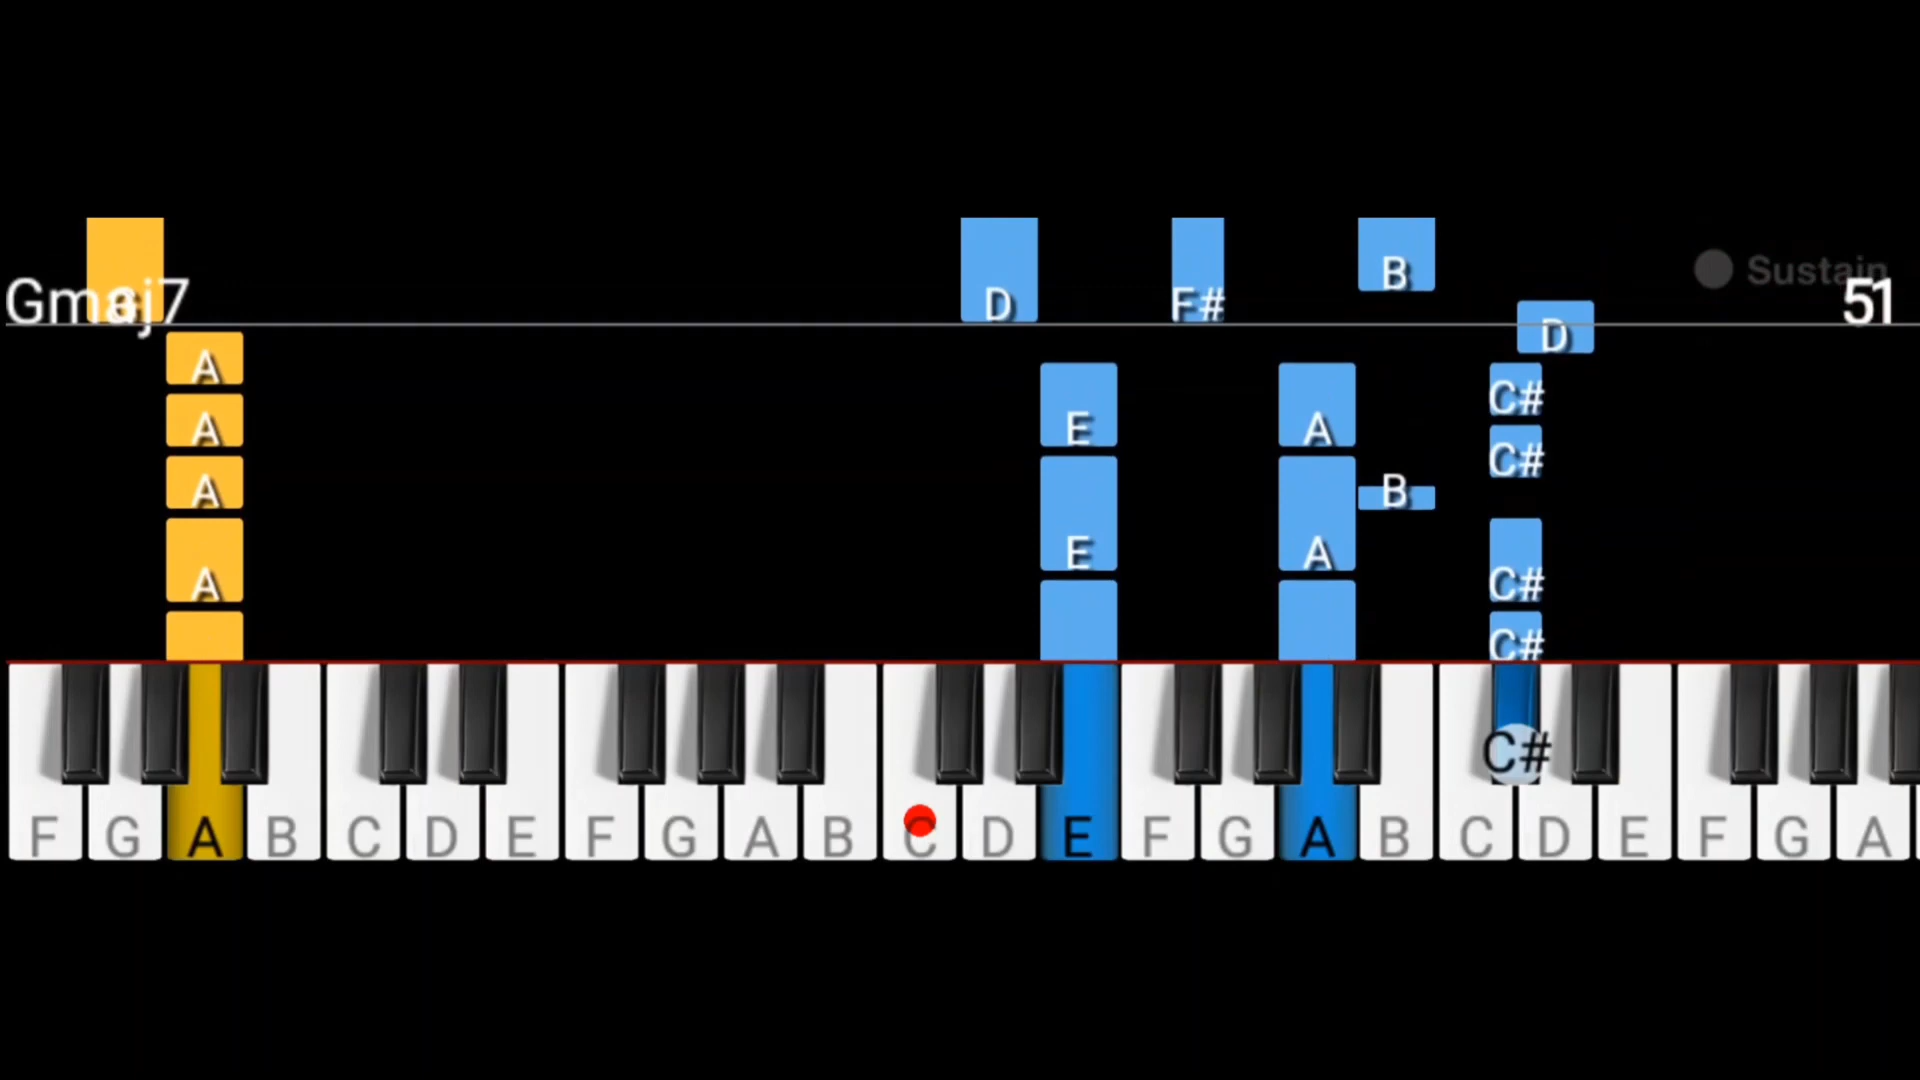 G D F# B Sustain
Gmaj7 51
D
A C#
A E A C#
A B
E A
A C#
C#
C#
F G A B C D E F G A B C D E F G A B C D E F G A